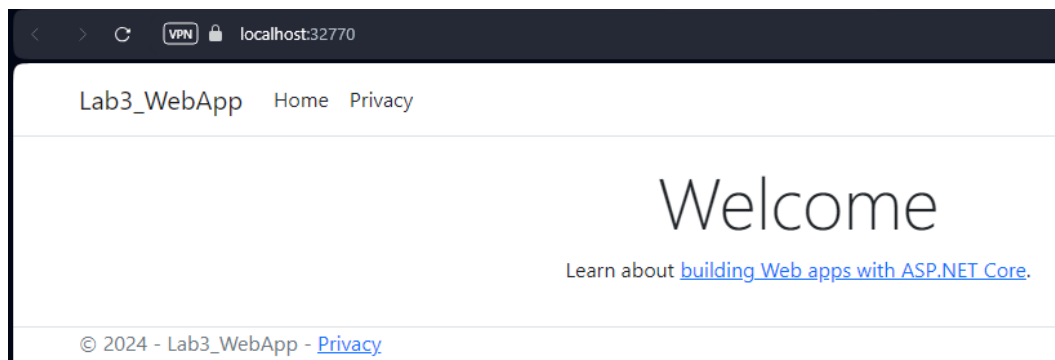 VPN localhost:32770
Lab3_WebApp Home Privacy
Welcome
Learn about building Web apps with ASP.NET Core.
© 2024 - Lab3_WebApp - Privacy